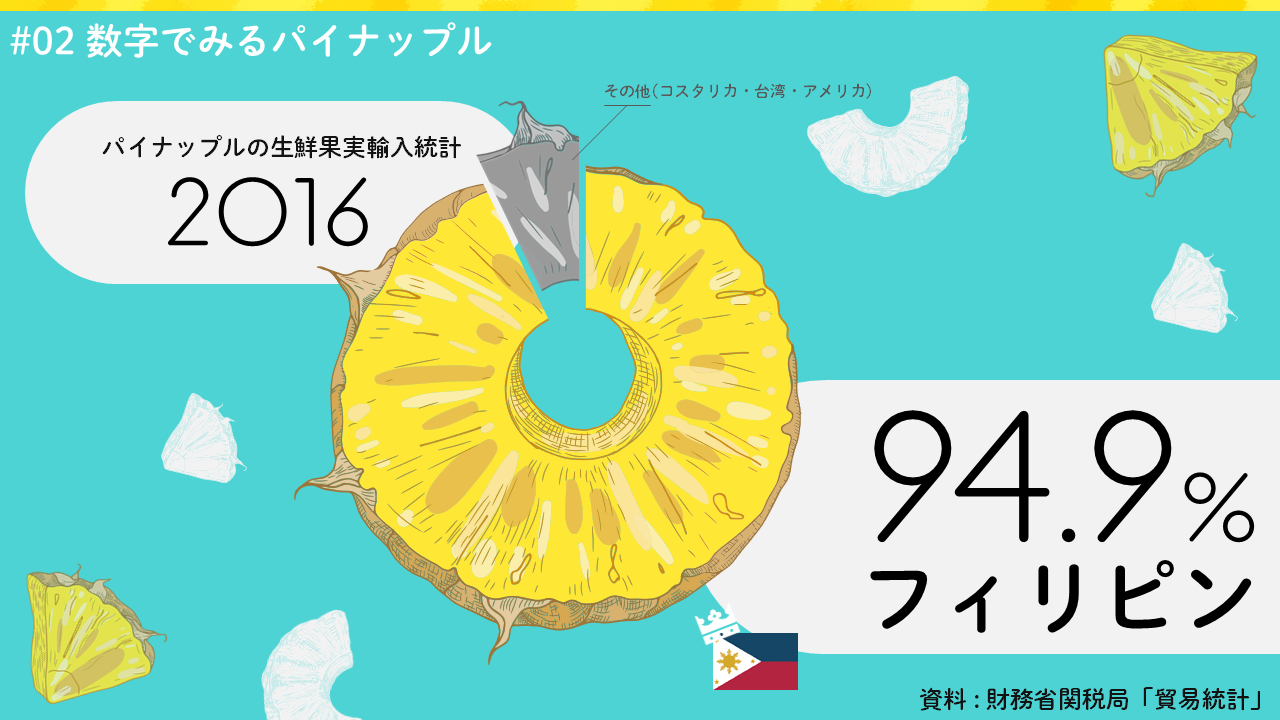 #02 数字でみるパイナップル
その他(コスタリカ・台湾・アメリカ)
パイナップルの生鮮果実輸入統計
2016
94.9%
フィリピン
資料 : 財務省関税局「貿易統計」